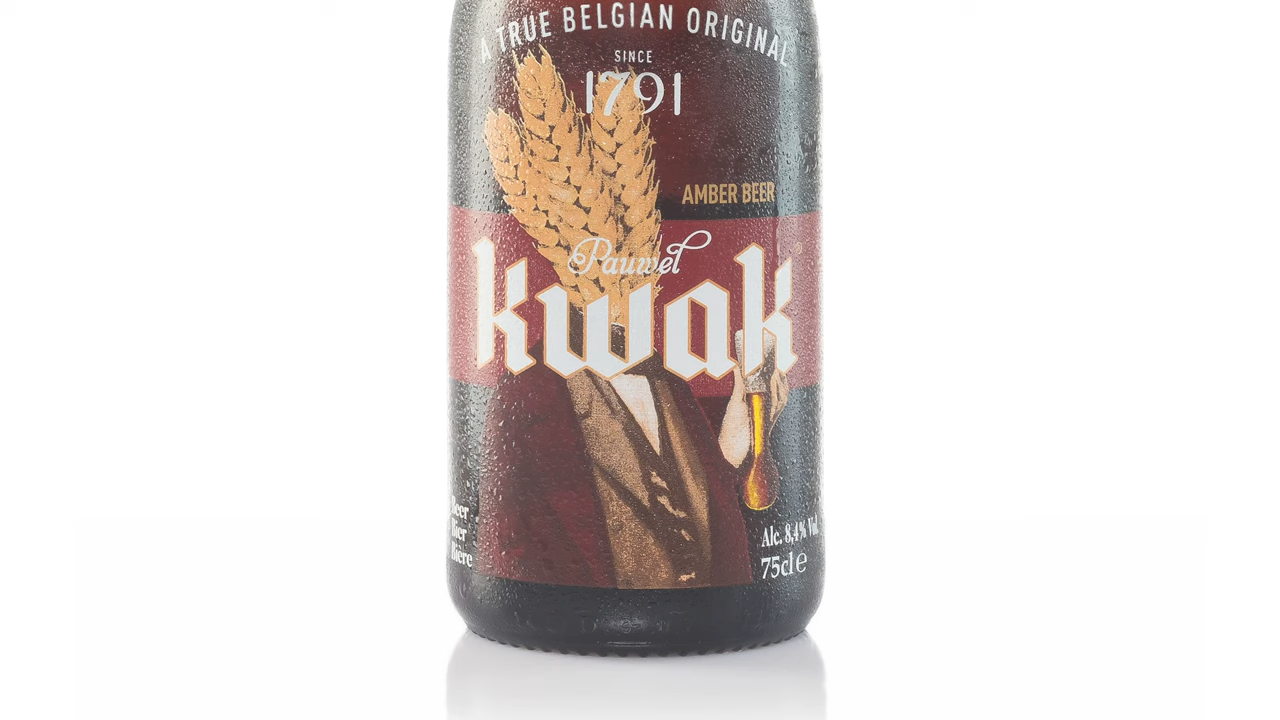 A TRUE BELGIAN ORIGINAL
SINCE
1791
AMBER BEER
Pauwel
kwak
Beer
Bier
Bière
Alc. 8,4% Vol.
75cl e